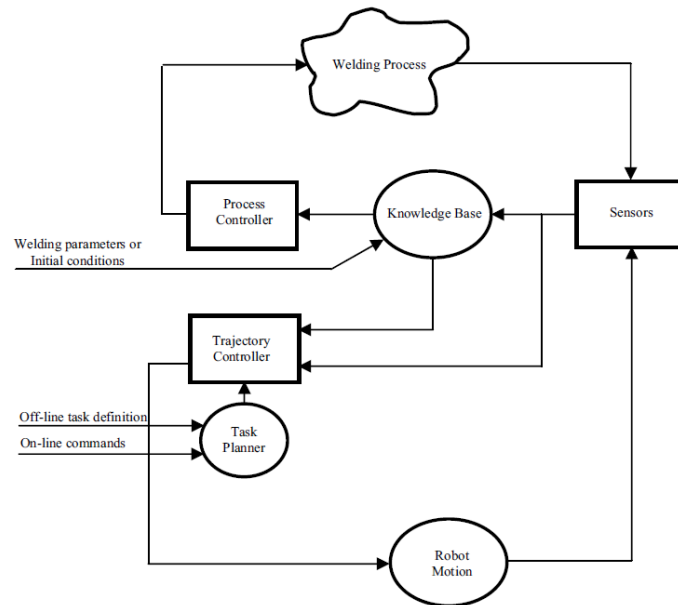 Welding Process
Process
Controller
Knowledge Base
Sensors
Welding parameters or
Initial conditions
Trajectory
Controller
Off-line task definition
On-line commands
Task
Planner
Robot
Motion